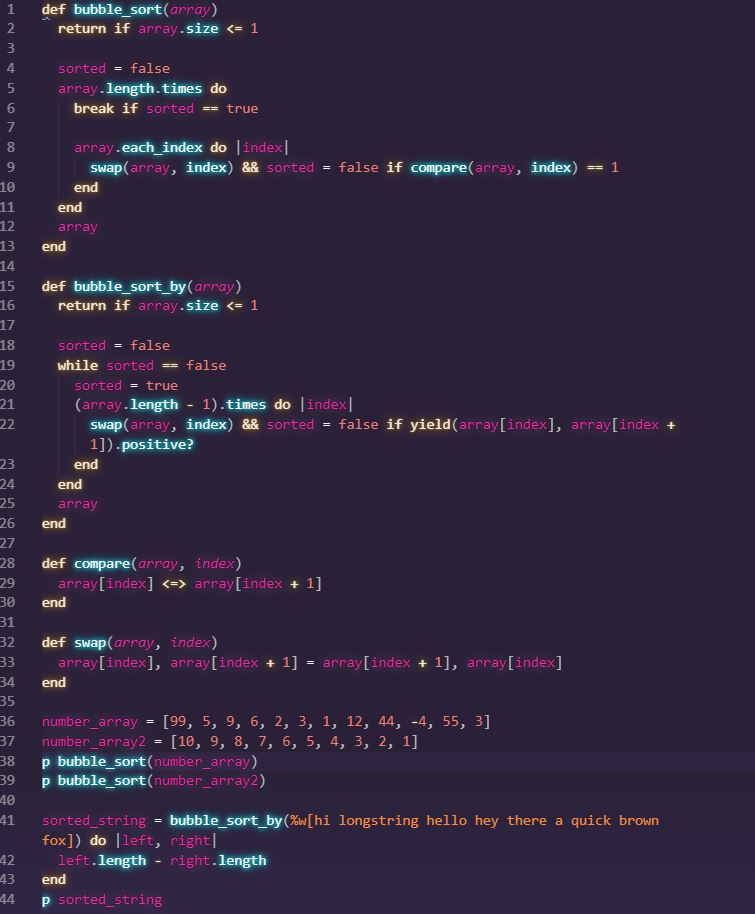 1 def bubble_sort(array)
2 return if array.size <= 1
3
4 sorted = false
5 array.length.times do
6 break if sorted == true
7
8 array.each_index do |index|
9 swap(array, index) && sorted = false if compare(array, index) == 1
10 end
11 end
12 array
13 end
14
15 def bubble_sort_by(array)
16 return if array.size <= 1
17
18 sorted = false
19 while sorted == false
20 sorted = true
21 (array.length - 1).times do |index|
22 swap(array, index) && sorted = false if yield(array[index], array[index +
1]).positive?
23 end
24 end
25 array
26 end
27
28 def compare(array, index)
29 array[index] <=> array[index + 1]
30 end
31
32 def swap(array, index)
33 array[index], array[index + 1] = array[index + 1], array[index]
34 end
35
36 number_array = [99, 5, 9, 6, 2, 3, 1, 12, 44, -4, 55, 3]
37 number_array2 = [10, 9, 8, 7, 6, 5, 4, 3, 2, 1]
38 p bubble_sort(number_array)
39 p bubble_sort(number_array2)
40
41 sorted_string = bubble_sort_by(%w[hi longstring hello hey there a quick brown
fox]) do |left, right|
42 left.length - right.length
43 end
44 p sorted_string